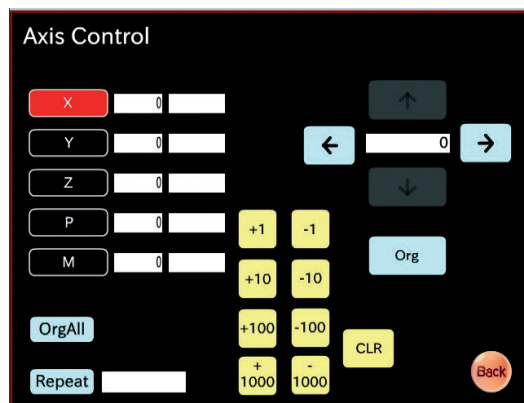 Axis Control
X 0
Y 0
Z 0
P 0
M 0
↑
← 0 →
↓
Org
+1 -1
+10 -10
+100 -100
+
1000
-
1000
CLR
OrgAll
Repeat
Back